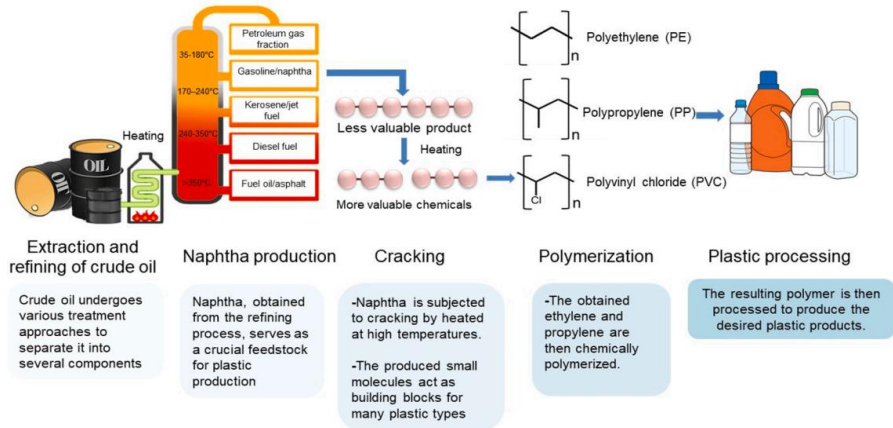 Petroleum gas
fraction
35-180°C
Gasoline/naphtha
170–240°C
Kerosene/jet
fuel
240-350°C
Diesel fuel
>350°C
Fuel oil/asphalt
Heating
OIL
OIL
Less valuable product
Heating
More valuable chemicals
n
Polyethylene (PE)
n
Polypropylene (PP)
Cl
n
Polyvinyl chloride (PVC)
Extraction and
refining of crude oil
Crude oil undergoes
various treatment
approaches to
separate it into
several components
Naphtha production
Naphtha, obtained
from the refining
process, serves as
a crucial feedstock
for plastic
production
Cracking
-Naphtha is subjected
to cracking by heated
at high temperatures.
-The produced small
molecules act as
building blocks for
many plastic types
Polymerization
-The obtained
ethylene and
propylene are
then chemically
polymerized.
Plastic processing
The resulting polymer is then
processed to produce the
desired plastic products.